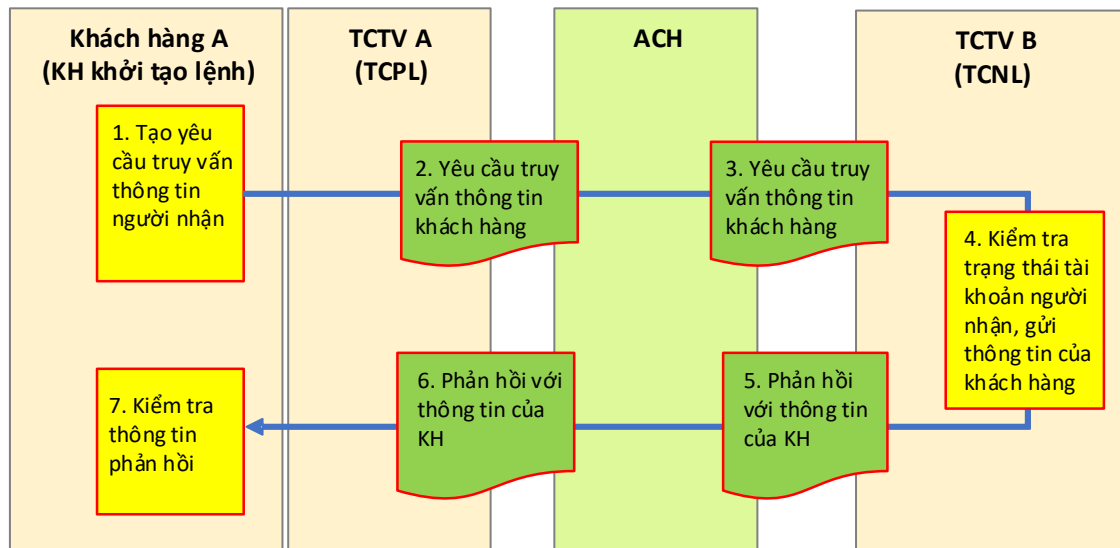 Khách hàng A
(KH khởi tạo lệnh)
TCTV A
(TCPL)
ACH
TCTV B
(TCNL)
1. Tạo yêu
cầu truy vấn
thông tin
người nhận
2. Yêu cầu truy
vấn thông tin
khách hàng
3. Yêu cầu truy
vấn thông tin
khách hàng
4. Kiểm tra
trạng thái tài
khoản người
nhận, gửi
thông tin của
khách hàng
5. Phản hồi
với thông tin
của KH
6. Phản hồi với
thông tin của
KH
7. Kiểm tra
thông tin
phản hồi